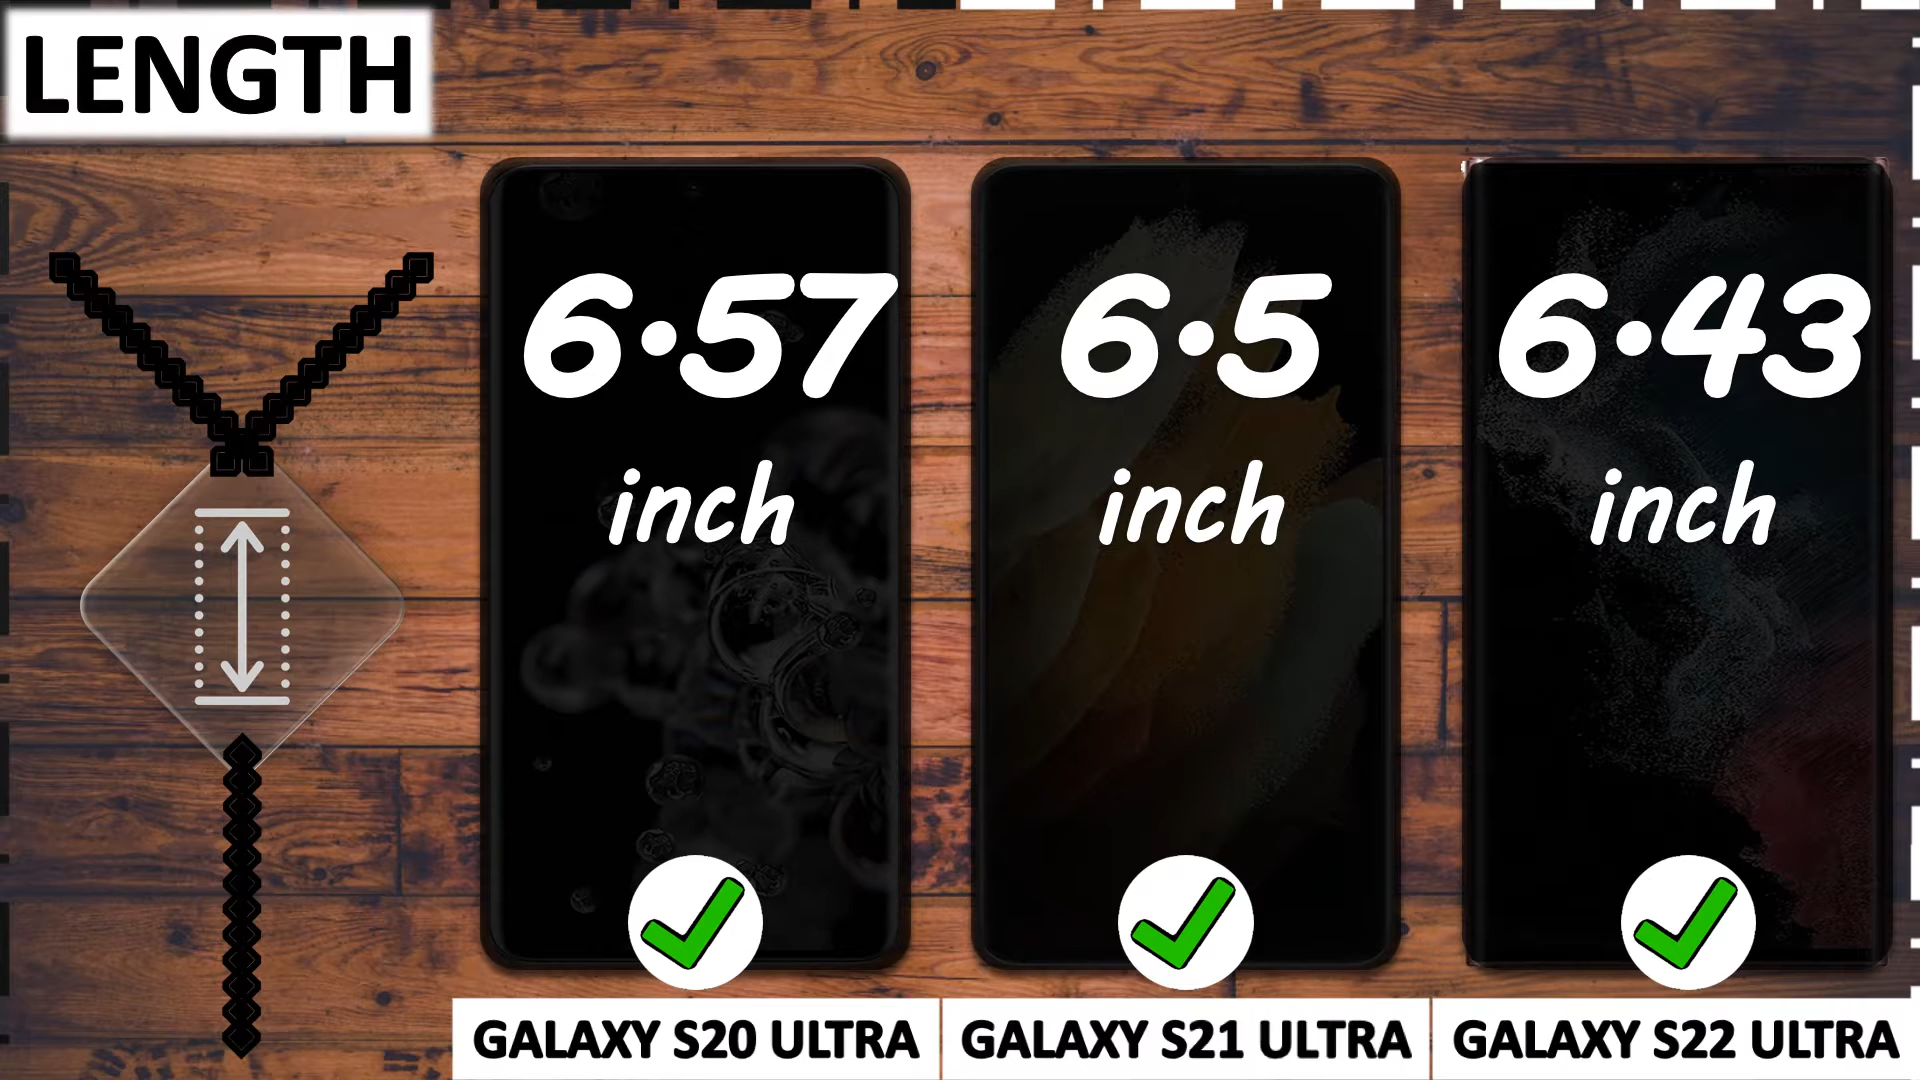 LENGTH
6.57
inch
6.5
inch
6.43
inch
GALAXY S20 ULTRA
GALAXY S21 ULTRA
GALAXY S22 ULTRA